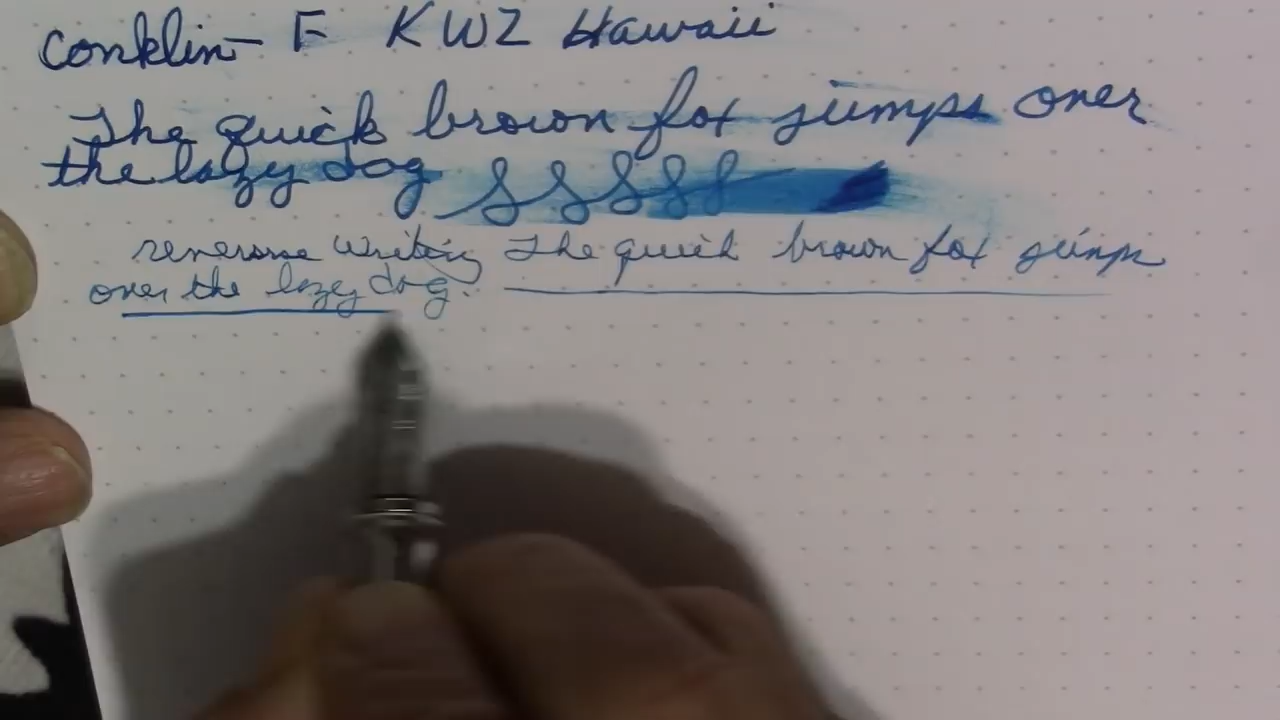 Conklin - F KWZ Hawaii
The quick brown fox jumps over
the lazy dog
reverse writing The quick brown fox jump
over the lazy dog.